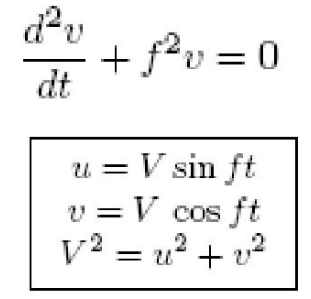 d²v/dt + f²v = 0
u = V sin ft
v = V cos ft
V² = u² + v²